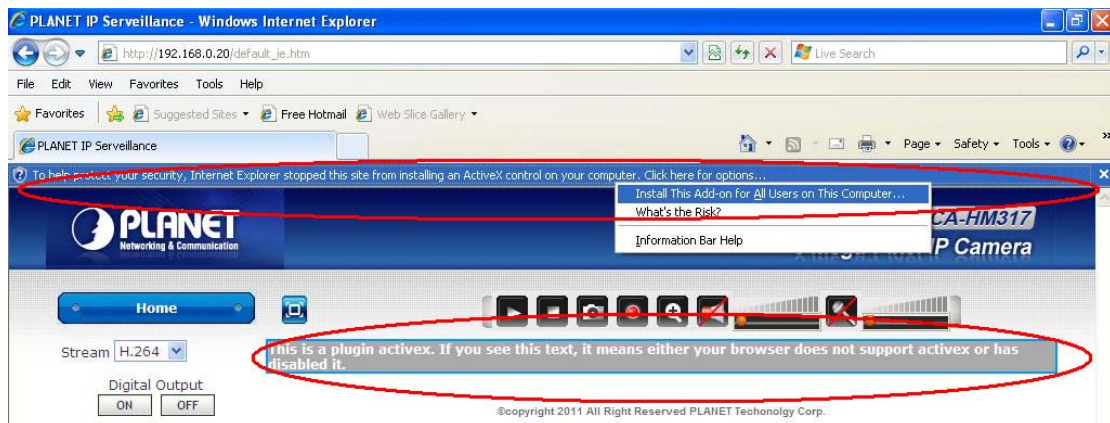 PLANET IP Serveillance - Windows Internet Explorer
http://192.168.0.20/default_ie.htm
Live Search
File Edit View Favorites Tools Help
Favorites Suggested Sites Free Hotmail Web Slice Gallery
PLANET IP Serveillance
Page Safety Tools
To help protect your security, Internet Explorer stopped this site from installing an ActiveX control on your computer. Click here for options...
Install This Add-on for All Users on This Computer...
What's the Risk?
Information Bar Help
PLANET
Networking & Communication
CA-HM317
IP Camera
Home
Stream H.264
This is a plugin activex. If you see this text, it means either your browser does not support activex or has
disabled it.
Digital Output
ON OFF
©copyright 2011 All Right Reserved PLANET Techonolgy Corp.